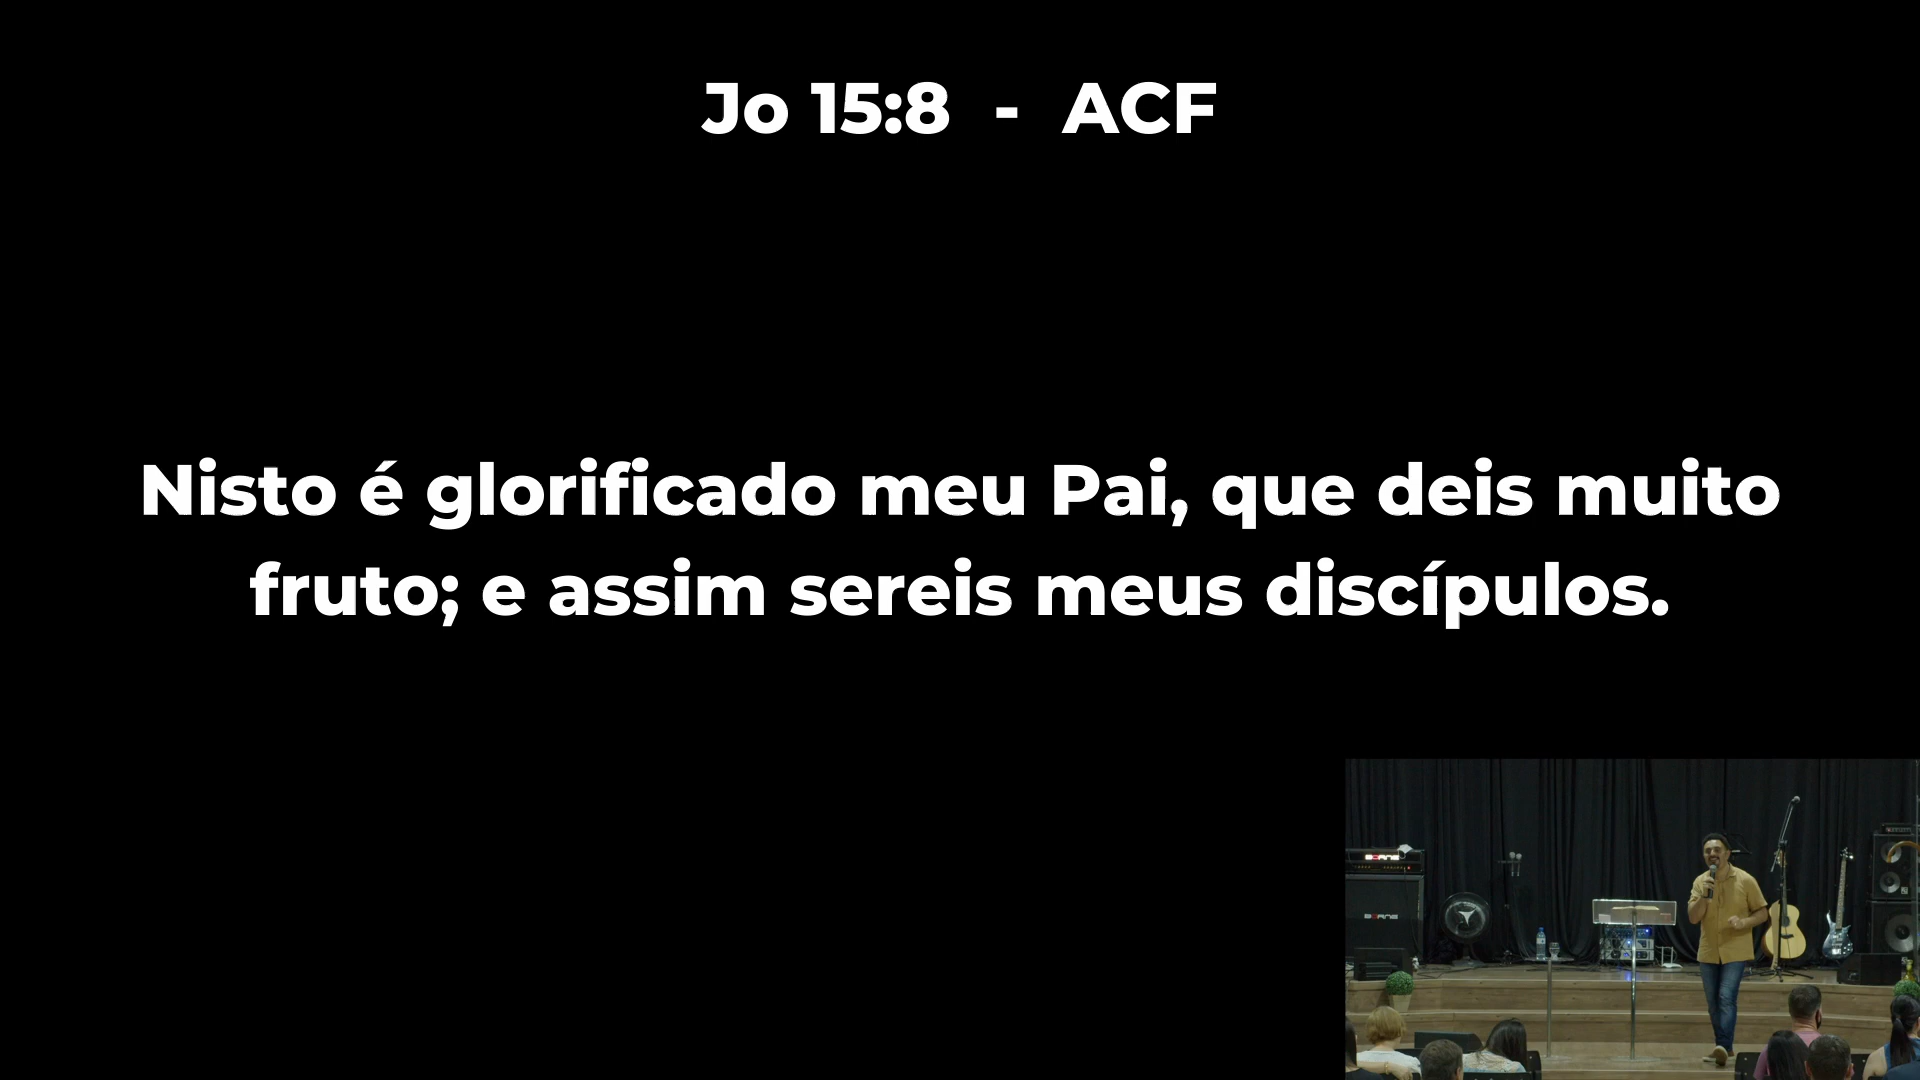 Jo 15:8 - ACF
Nisto é glorificado meu Pai, que deis muito
fruto; e assim sereis meus discípulos.